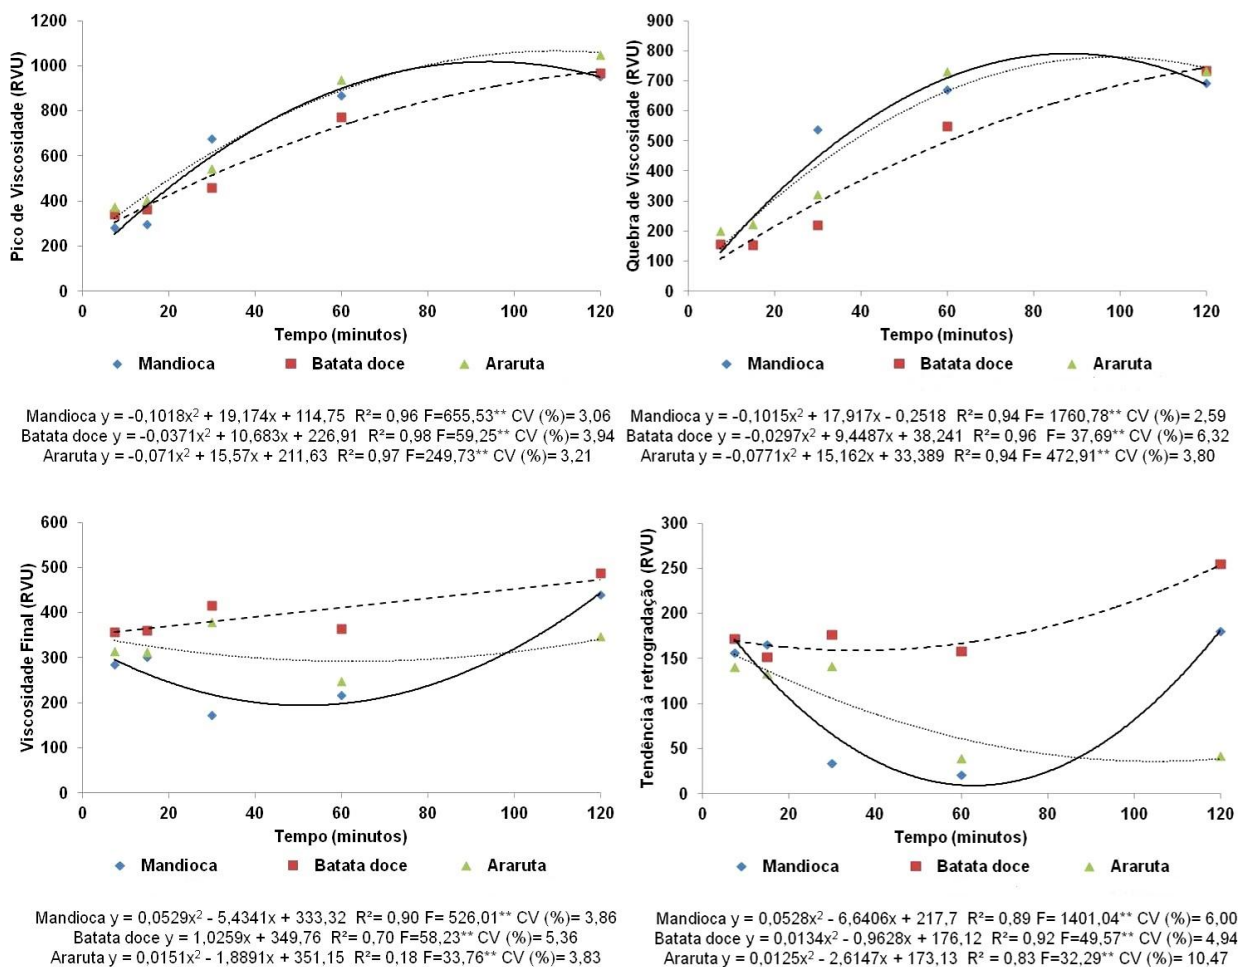 Pico de Viscosidade (RVU)
1200
1000
800
600
400
200
0
0 20 40 60 80 100 120
Tempo (minutos)
Mandioca Batata doce Araruta
Mandioca y = -0,1018x² + 19,174x + 114,75 R²= 0,96 F=655,53** CV (%)= 3,06
Batata doce y = -0,0371x² + 10,683x + 226,91 R²= 0,98 F=59,25** CV (%)= 3,94
Araruta y = -0,071x² + 15,57x + 211,63 R²= 0,97 F=249,73** CV (%)= 3,21
Quebra de Viscosidade (RVU)
900
800
700
600
500
400
300
200
100
0
0 20 40 60 80 100 120
Tempo (minutos)
Mandioca Batata doce Araruta
Mandioca y = -0,1015x² + 17,917x - 0,2518 R²= 0,94 F= 1760,78** CV (%)= 2,59
Batata doce y = -0,0297x² + 9,4487x + 38,241 R²= 0,96 F= 37,69** CV (%)= 6,32
Araruta y = -0,0771x² + 15,162x + 33,389 R²= 0,94 F= 472,91** CV (%)= 3,80
Viscosidade Final (RVU)
600
500
400
300
200
100
0
0 20 40 60 80 100 120
Tempo (minutos)
Mandioca Batata doce Araruta
Mandioca y = 0,0529x² - 5,4341x + 333,32 R²= 0,90 F= 526,01** CV (%)= 3,86
Batata doce y = 1,0259x + 349,76 R²= 0,70 F=58,23** CV (%)= 5,36
Araruta y = 0,0151x² - 1,8891x + 351,15 R²= 0,18 F=33,76** CV (%)= 3,83
Tendência à retrogradação (RVU)
300
250
200
150
100
50
0
0 20 40 60 80 100 120
Tempo (minutos)
Mandioca Batata doce Araruta
Mandioca y = 0,0528x² - 6,6406x + 217,7 R²= 0,89 F= 1401,04** CV (%)= 6,00
Batata doce y = 0,0134x² - 0,9628x + 176,12 R²= 0,92 F=49,57** CV (%)= 4,94
Araruta y = 0,0125x² - 2,6147x + 173,13 R²= 0,83 F=32,29** CV (%)= 10,47